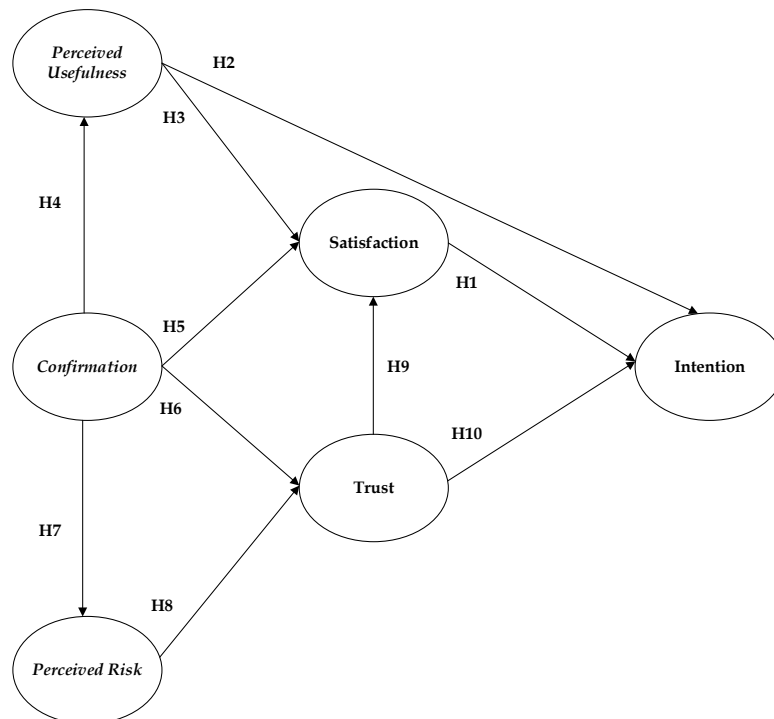 Perceived
Usefulness
H2
H3
H4
Satisfaction
H1
H5
Confirmation
H9
Intention
H6
H10
Trust
H7
H8
Perceived Risk